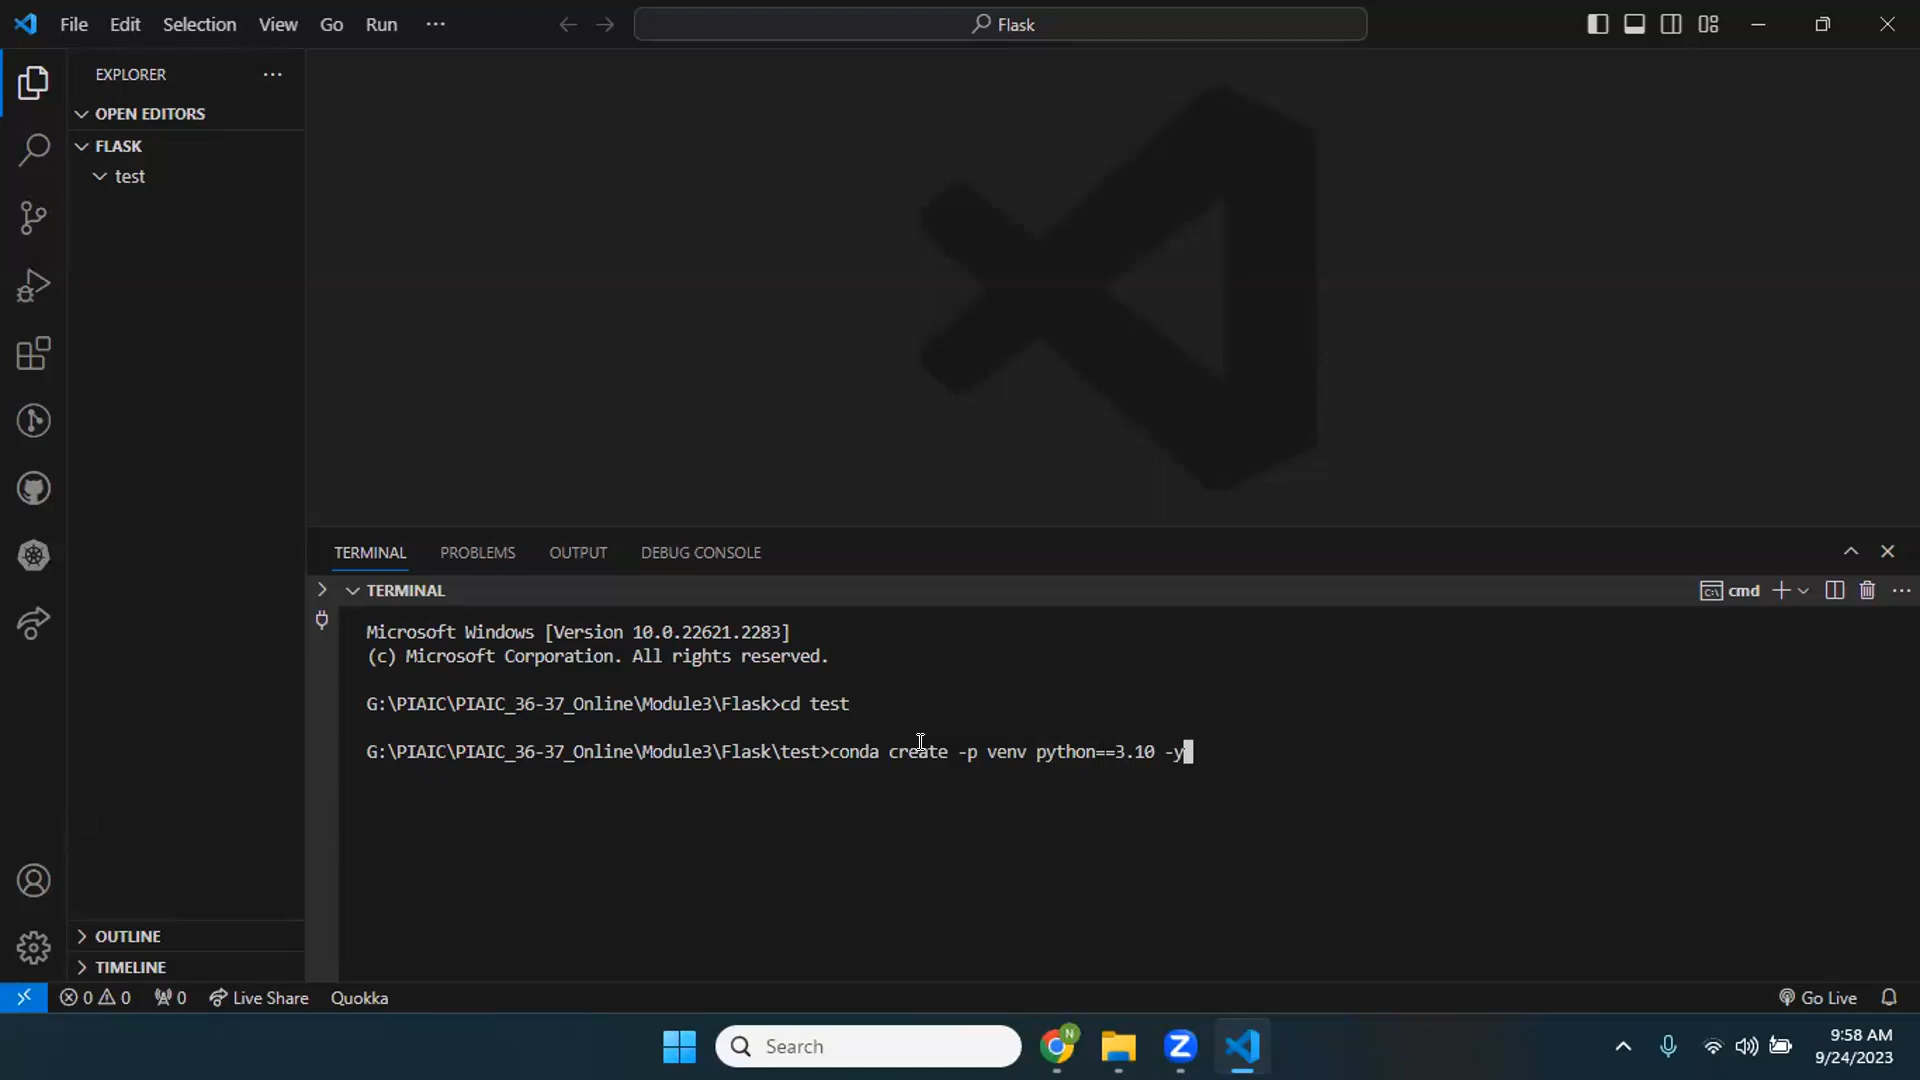 File Edit Selection View Go Run ...
Flask
EXPLORER ...
OPEN EDITORS
FLASK
test
TERMINAL PROBLEMS OUTPUT DEBUG CONSOLE
TERMINAL
cmd
Microsoft Windows [Version 10.0.22621.2283]
(c) Microsoft Corporation. All rights reserved.
G:\PIAIC\PIAIC_36-37_Online\Module3\Flask>cd test
G:\PIAIC\PIAIC_36-37_Online\Module3\Flask\test>conda create -p venv python==3.10 -y
OUTLINE
TIMELINE
0 0 0 Live Share Quokka
Go Live
Search
N
9:58 AM
9/24/2023